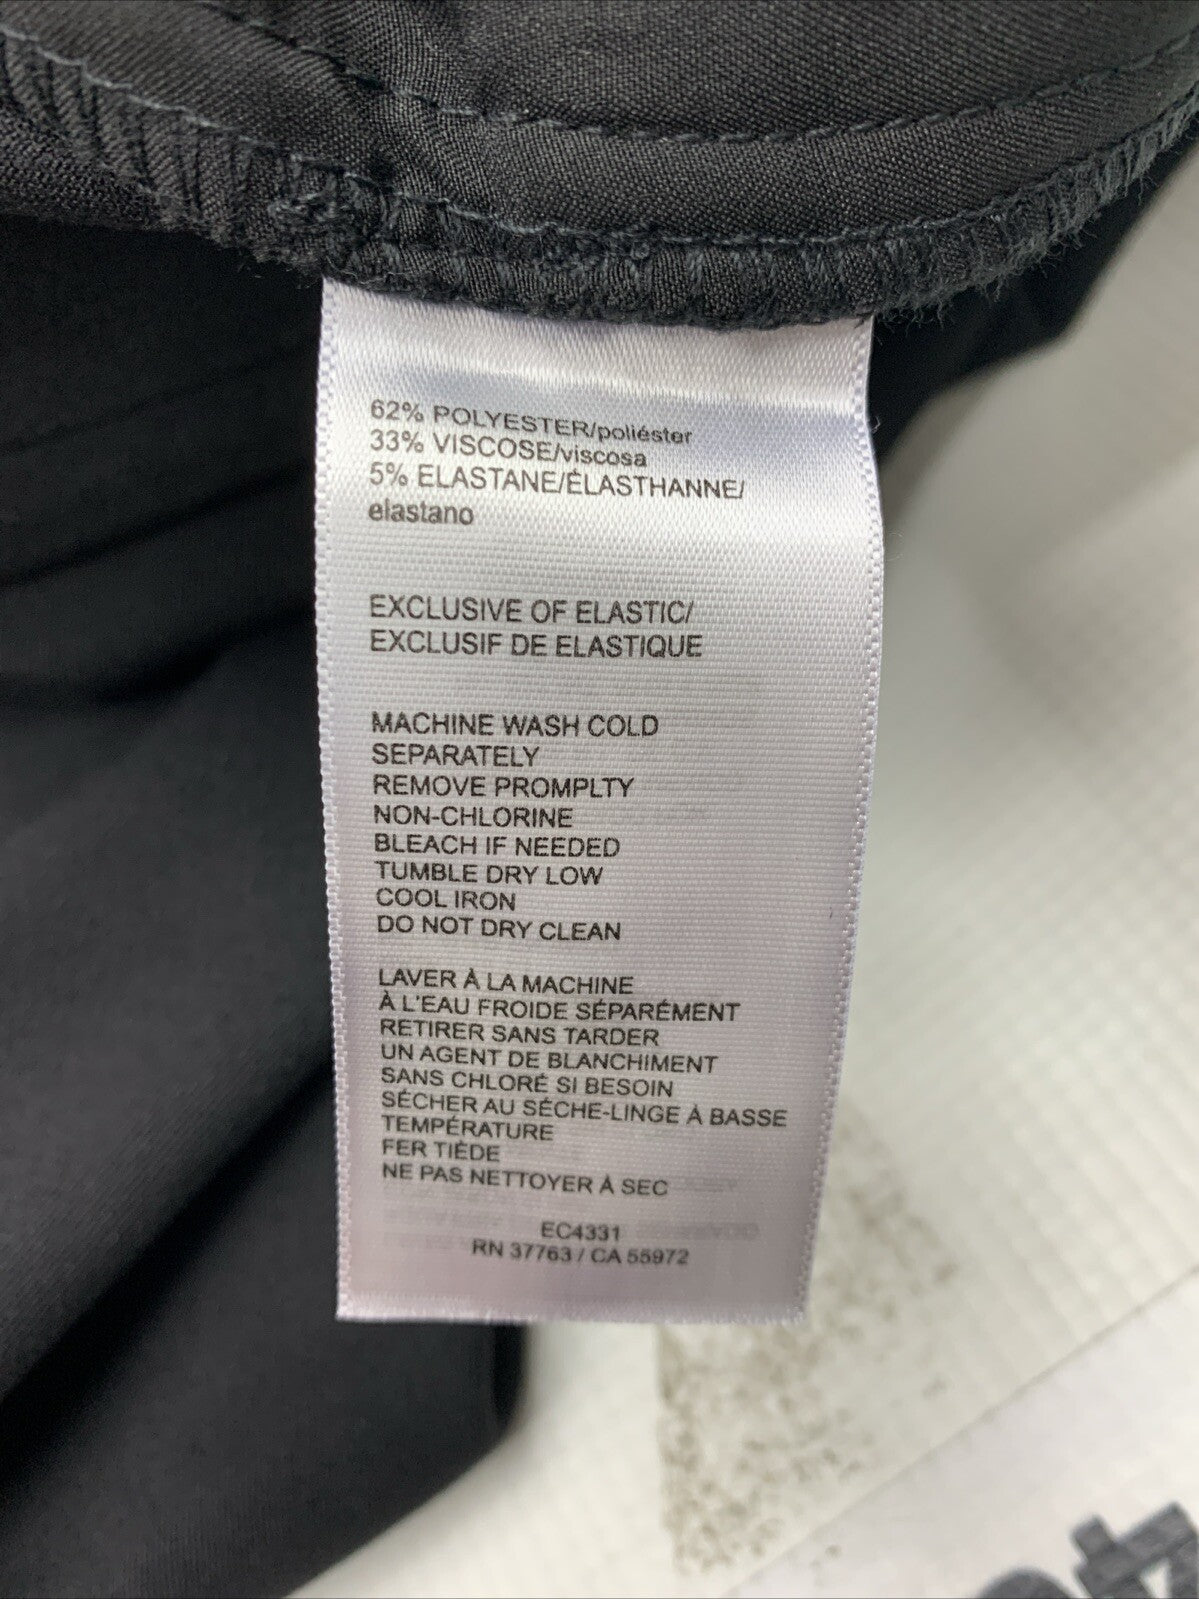 62% POLYESTER/poliéster
33% VISCOSE/viscosa
5% ELASTANE/ÉLASTHANNE/
elastano
EXCLUSIVE OF ELASTIC/
EXCLUSIF DE ELASTIQUE
MACHINE WASH COLD
SEPARATELY
REMOVE PROMPLTY
NON-CHLORINE
BLEACH IF NEEDED
TUMBLE DRY LOW
COOL IRON
DO NOT DRY CLEAN
LAVER À LA MACHINE
À L'EAU FROIDE SÉPARÉMENT
RETIRER SANS TARDER
UN AGENT DE BLANCHIMENT
SANS CHLORÉ SI BESOIN
SÉCHER AU SÉCHE-LINGE À BASSE
TEMPÉRATURE
FER TIÈDE
NE PAS NETTOYER À SEC
EC4331
RN 37763 / CA 55972